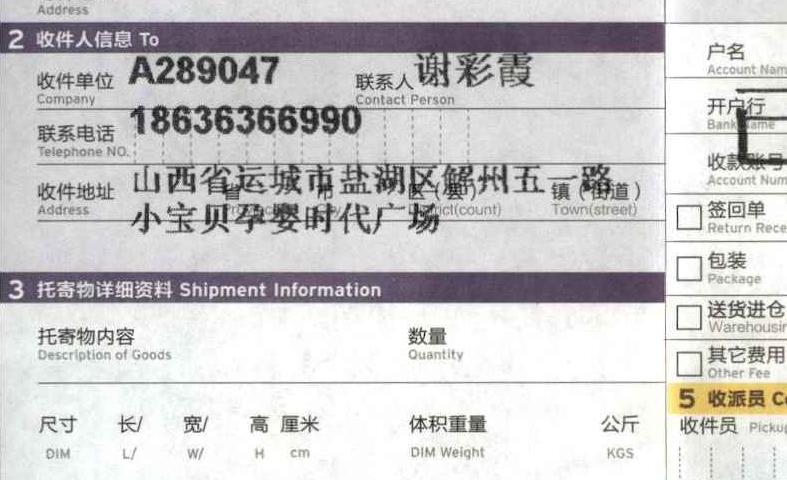 Address
2 收件人信息 To
收件单位 A289047 联系人 谢彩霞
Company Contact Person
联系电话 18636366990
Telephone NO.
收件地址 山西省运城市盐湖区解州五一路
省 市 区(县) 镇(街道)
Address 小宝贝孕婴时代广场
Town(street)
3 托寄物详细资料 Shipment Information
托寄物内容 数量
Description of Goods Quantity
尺寸 长/ 宽/ 高 厘米 体积重量 公斤
DIM L/ W/ H cm DIM Weight KGS
户名
Account Nam
开户行
Bank Name
收款账号
Account Num
签回单
Return Rece
包装
Package
送货进仓
Warehousin
其它费用
Other Fee
5 收派员 Co
收件员 Pickup